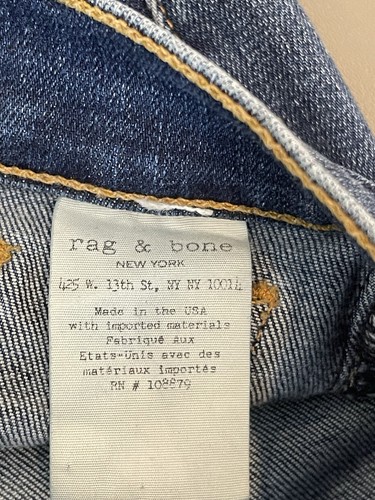 rag & bone
NEW YORK
425 W. 13th St, NY NY 10014
Made in the USA
with imported materials
Fabriqué Aux
Etats-Unis avec des
matériaux importés
RN # 108879